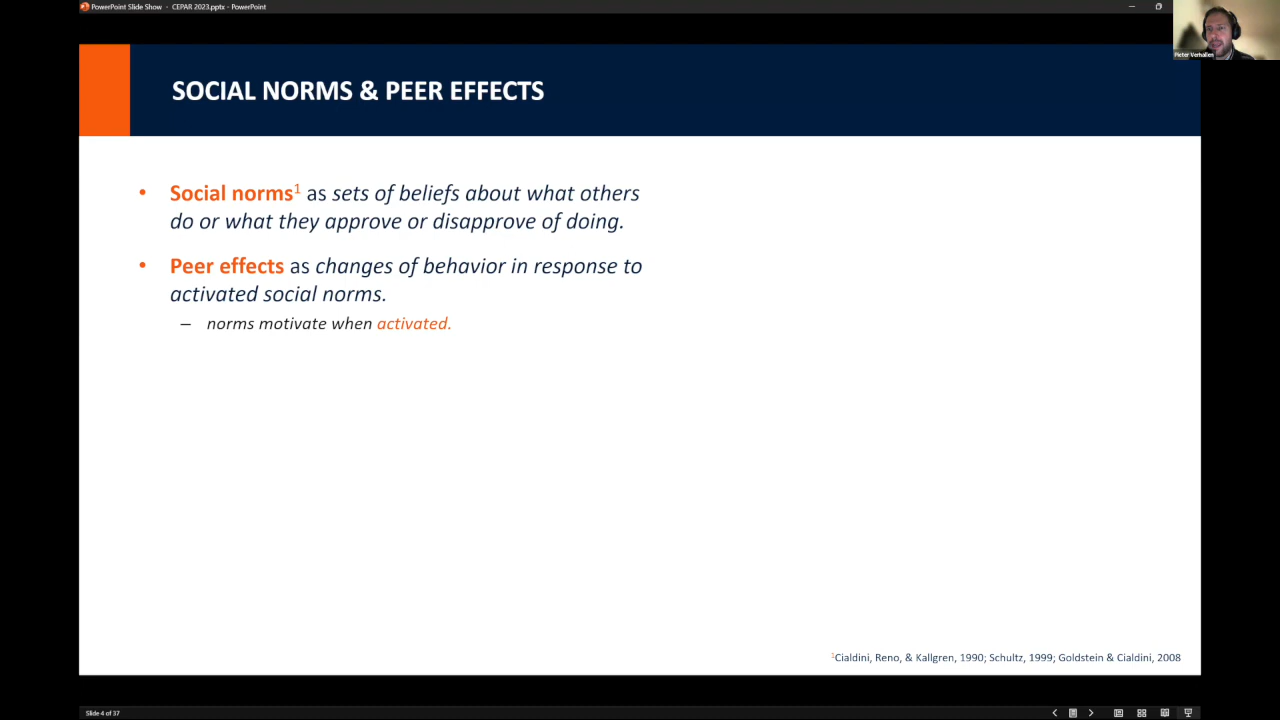 PowerPoint Slide Show - CEPAR 2023.pptx - PowerPoint
Pieter Verhallen
SOCIAL NORMS & PEER EFFECTS
• Social norms1 as sets of beliefs about what others
do or what they approve or disapprove of doing.
• Peer effects as changes of behavior in response to
activated social norms.
– norms motivate when activated.
1Cialdini, Reno, & Kallgren, 1990; Schultz, 1999; Goldstein & Cialdini, 2008
Slide 4 of 37